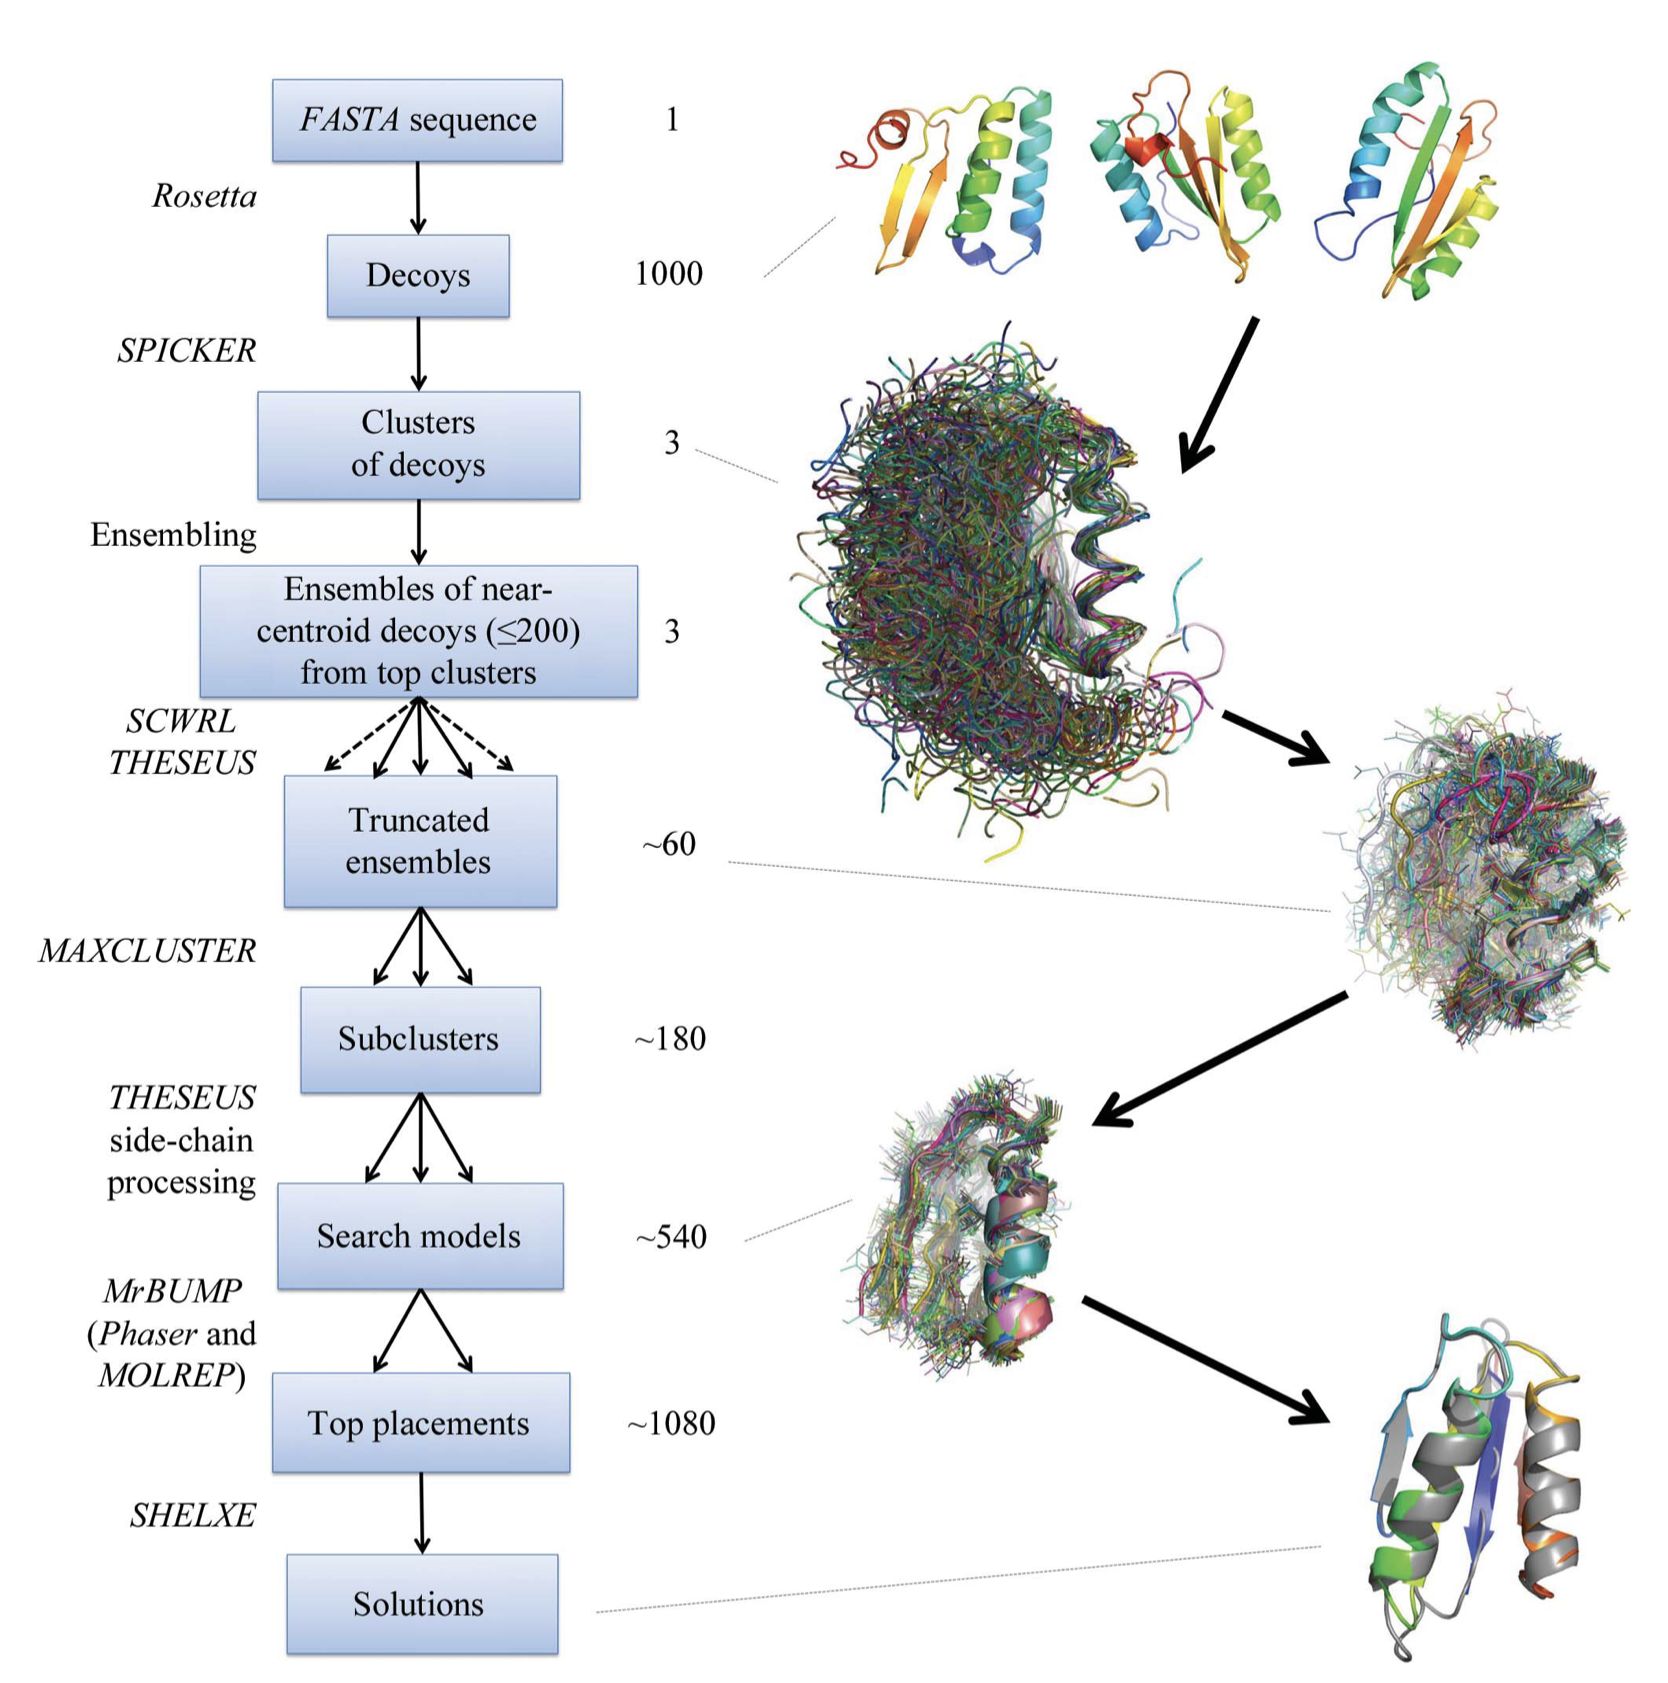 FASTA sequence
1
Rosetta
Decoys
1000
SPICKER
Clusters
of decoys
3
Ensembling
Ensembles of near-
centroid decoys (≤200)
from top clusters
3
SCWRL
THESEUS
Truncated
ensembles
~60
MAXCLUSTER
Subclusters
~180
THESEUS
side-chain
processing
Search models
~540
MrBUMP
(Phaser and
MOLREP)
Top placements
~1080
SHELXE
Solutions